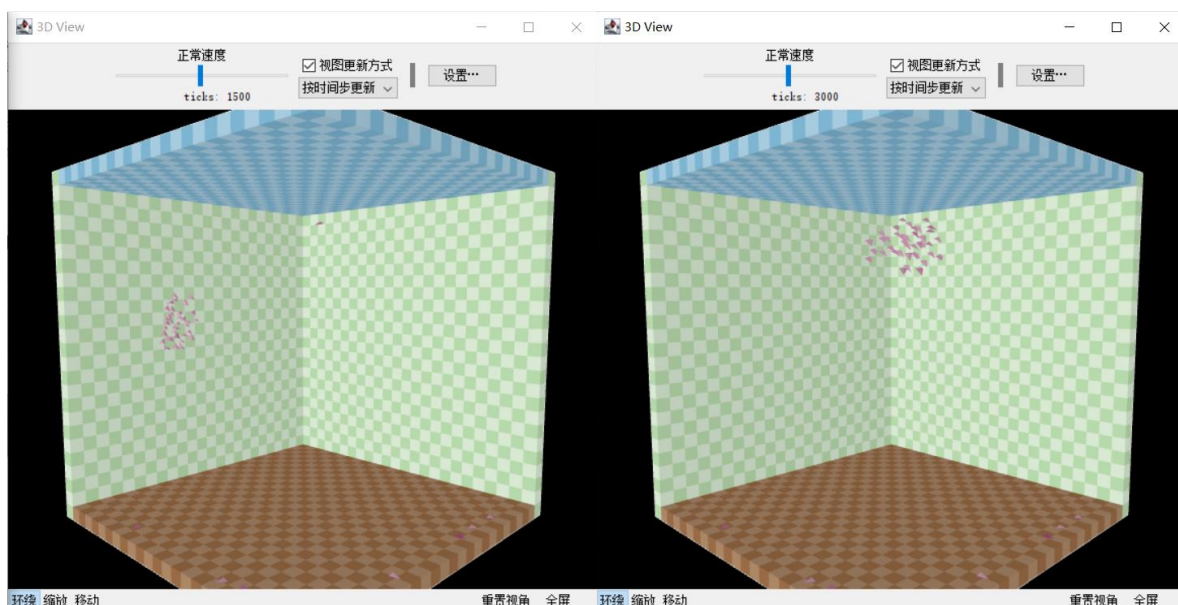 3D View
正常速度
视图更新方式
按时间步更新
设置…
ticks: 1500
环绕 缩放 移动
重置视角 全屏
3D View
正常速度
视图更新方式
按时间步更新
设置…
ticks: 3000
环绕 缩放 移动
重置视角 全屏